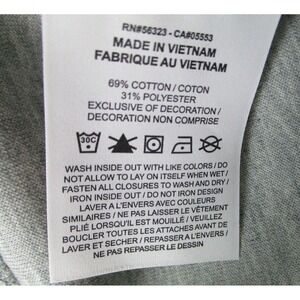 RN#56323 - CA#05553
MADE IN VIETNAM
FABRIQUE AU VIETNAM
69% COTTON / COTON
31% POLYESTER
EXCLUSIVE OF DECORATION /
DECORATION NON COMPRISE
30C
WASH INSIDE OUT WITH LIKE COLORS / DO
NOT ALLOW TO LAY ON ITSELF WHEN WET /
FASTEN ALL CLOSURES TO WASH AND DRY /
IRON INSIDE OUT / DO NOT IRON DESIGN
LAVER A L'ENVERS AVEC COULEURS
SIMILAIRES / NE PAS LAISSER LE VÊTEMENT
PLIÉ LORSQU'IL EST MOUILLÉ / VEUILLEZ
BOUCLER TOUTES LES ATTACHES AVANT DE
LAVER ET SECHER / REPASSER A L'ENVERS /
NE PAS REPASSER LE DESSIN